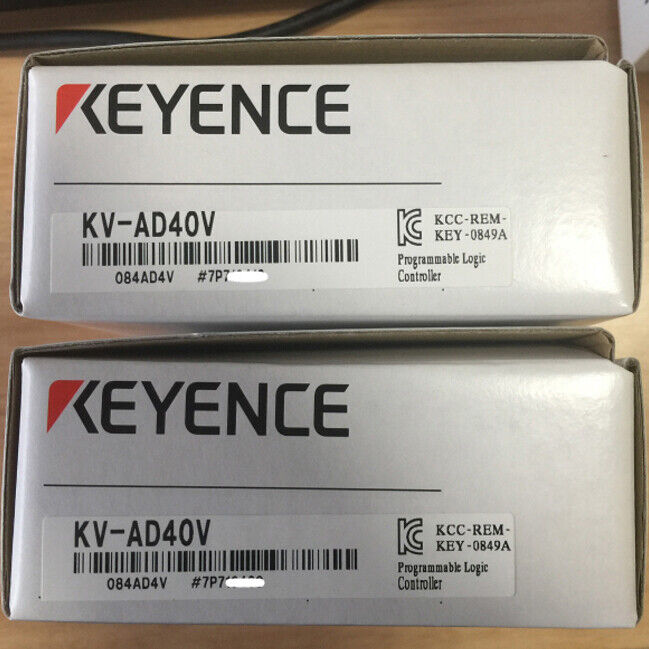 KEYENCE
KV-AD40V
084AD4V
KCC-REM-
KEY-0849A
Programmable Logic
Controller
KEYENCE
KV-AD40V
084AD4V
KCC-REM-
KEY-0849A
Programmable Logic
Controller